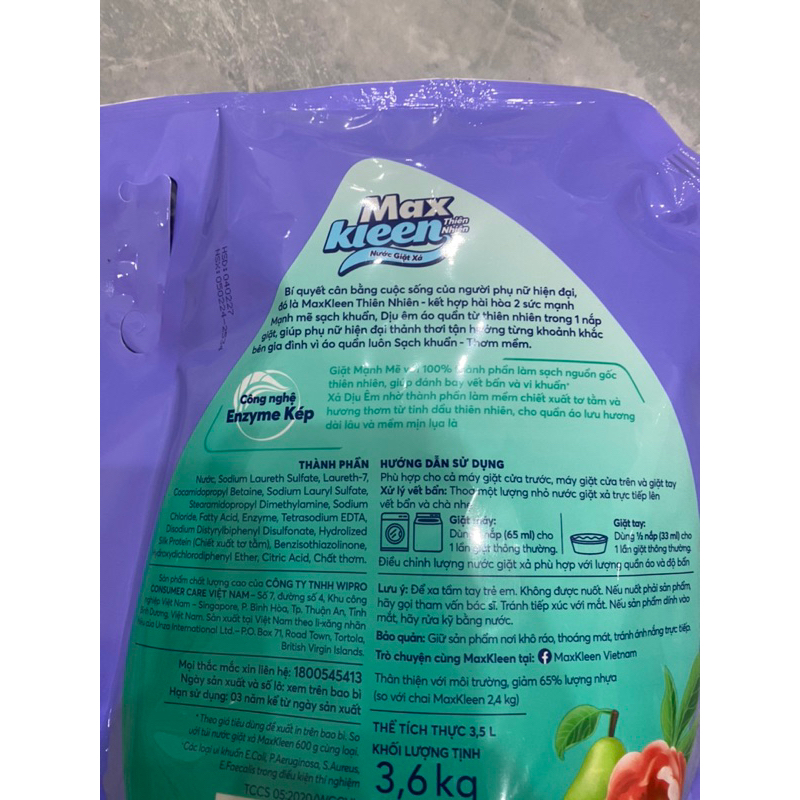 Max
kleen
Thiên
Nhiên
Nước Giặt Xả
HSD: 040227
NSX: 050224-2524
Bí quyết cân bằng cuộc sống của người phụ nữ hiện đại,
đó là MaxKleen Thiên Nhiên - kết hợp hài hòa 2 sức mạnh
Mạnh mẽ sạch khuẩn, Dịu êm áo quần từ thiên nhiên trong 1 nắp
giặt, giúp phụ nữ hiện đại thảnh thơi tận hưởng từng khoảnh khắc
bên gia đình vì áo quần luôn Sạch khuẩn - Thơm mềm.
Công nghệ
Enzyme Kép
Giặt Mạnh Mẽ với 100% thành phần làm sạch nguồn gốc
thiên nhiên, giúp đánh bay vết bẩn và vi khuẩn*
Xả Dịu Êm nhờ thành phần làm mềm chiết xuất tơ tằm và
hương thơm từ tinh dầu thiên nhiên, cho quần áo lưu hương
dài lâu và mềm mịn lụa là
THÀNH PHẦN
Nước, Sodium Laureth Sulfate, Laureth-7,
Cocamidopropyl Betaine, Sodium Lauryl Sulfate,
Stearamidopropyl Dimethylamine, Sodium
Chloride, Fatty Acid, Enzyme, Tetrasodium EDTA,
Disodium Distyrylbiphenyl Disulfonate, Hydrolized
Silk Protein (Chiết xuất tơ tằm), Benzisothiazolinone,
Hydroxydichlorodiphenyl Ether, Citric Acid, Chất thơm.
Sản phẩm chất lượng cao của CÔNG TY TNHH WIPRO
CONSUMER CARE VIỆT NAM – Số 7, đường số 4, Khu công
nghiệp Việt Nam – Singapore, P. Bình Hòa, Tp. Thuận An, Tỉnh
Bình Dương, Việt Nam. Sản xuất tại Việt Nam theo li-xăng nhãn
hiệu của Unza International Ltd – P.O. Box 71, Road Town, Tortola,
British Virgin Islands.
Mọi thắc mắc xin liên hệ: 1800545413
Ngày sản xuất và số lô: xem trên bao bì
Hạn sử dụng: 03 năm kể từ ngày sản xuất
* Theo giá tiêu dùng đề xuất in trên bao bì. So
với túi nước giặt xả MaxKleen 600 g cùng loại.
*Các loại vi khuẩn E.Coli, P.Aeruginosa, S.Aureus,
E.Faecalis trong điều kiện thí nghiệm
TCCS 05:2020
HƯỚNG DẪN SỬ DỤNG
Phù hợp cho cả máy giặt cửa trước, máy giặt cửa trên và giặt tay
Xử lý vết bẩn: Thoa một lượng nhỏ nước giặt xả trực tiếp lên
vết bẩn và chà nhẹ
Giặt máy:
Dùng nắp (65 ml) cho
1 lần giặt thông thường.
Giặt tay:
Dùng ½ nắp (33 ml) cho
1 lần giặt thông thường.
Điều chỉnh lượng nước giặt xả phù hợp với lượng quần áo và độ bẩn
Lưu ý: Để xa tầm tay trẻ em. Không được nuốt. Nếu nuốt phải sản phẩm,
hãy gọi tham vấn bác sĩ. Tránh tiếp xúc với mắt. Nếu sản phẩm dính vào
mắt, hãy rửa kỹ bằng nước.
Bảo quản: Giữ sản phẩm nơi khô ráo, thoáng mát, tránh ánh nắng trực tiếp.
Trò chuyện cùng MaxKleen tại: MaxKleen Vietnam
Thân thiện với môi trường, giảm 65% lượng nhựa
(so với chai MaxKleen 2,4 kg)
THỂ TÍCH THỰC 3,5 L
KHỐI LƯỢNG TỊNH
3,6 kg